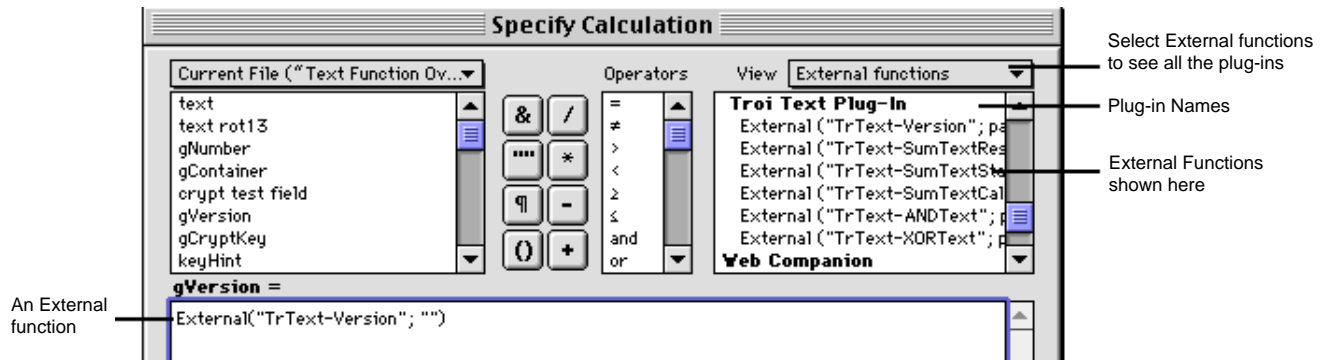 Specify Calculation
Select External functions
to see all the plug-ins
Current File ("Text Function Ov...
Operators
View
External functions
text
text rot13
gNumber
gContainer
crypt test field
gVersion
gCryptKey
keyHint
& /
"" *
¶ -
() +
=
≠
>
<
≥
≤
and
or
Troi Text Plug-In
External ("TrText-Version"; pa
External ("TrText-SumTextRes
External ("TrText-SumTextSta
External ("TrText-SumTextCal
External ("TrText-ANDText"; p
External ("TrText-XORText"; p
Web Companion
Plug-in Names
External Functions
shown here
gVersion =
An External
function
External("TrText-Version"; "")